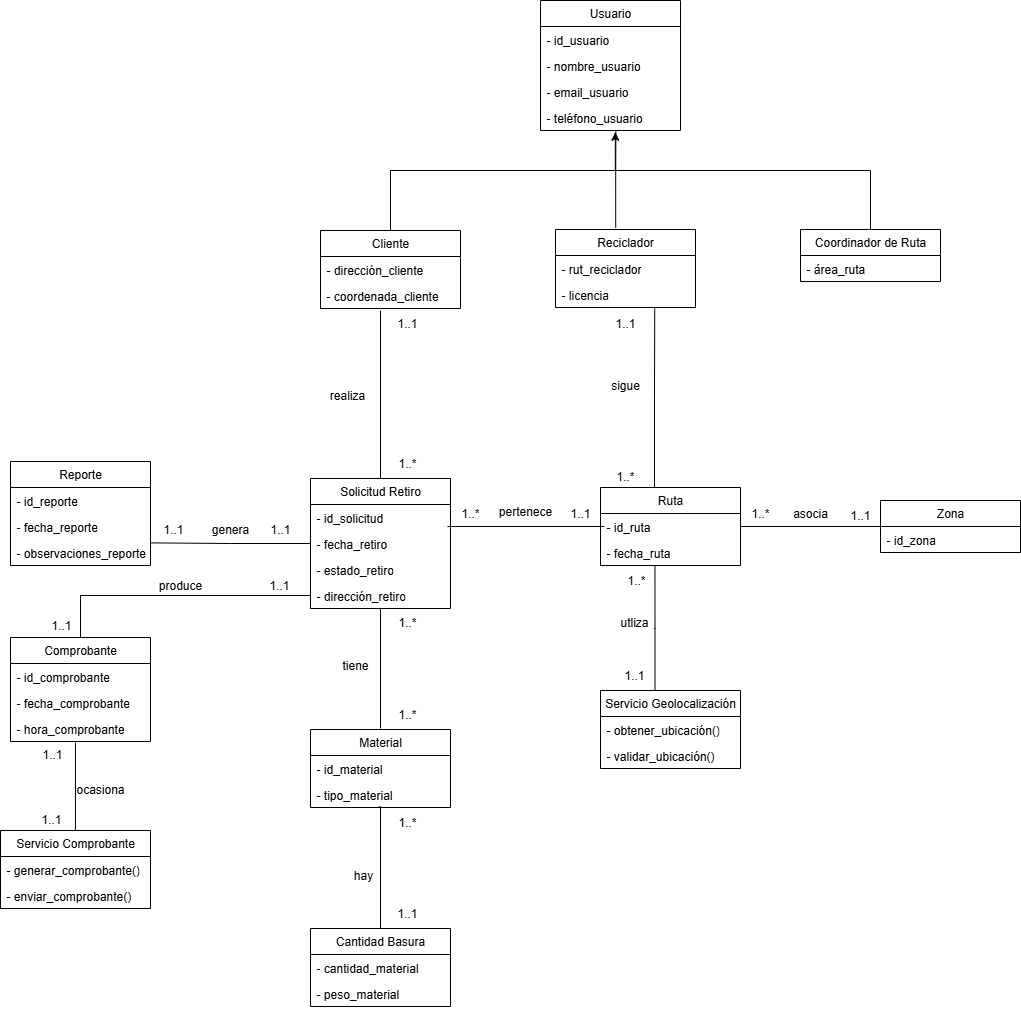 Usuario
- id_usuario
- nombre_usuario
- email_usuario
- teléfono_usuario
Cliente
- dirección_cliente
- coordenada_cliente
Reciclador
- rut_reciclador
- licencia
Coordinador de Ruta
- área_ruta
1..1
1..1
realiza
sigue
1..*
1..*
Reporte
- id_reporte
- fecha_reporte
- observaciones_reporte
1..1
genera
1..1
Solicitud Retiro
- id_solicitud
- fecha_retiro
- estado_retiro
- dirección_retiro
1..*
pertenece
1..1
Ruta
- id_ruta
- fecha_ruta
1..*
asocia
1..1
Zona
- id_zona
produce
1..1
1..1
Comprobante
- id_comprobante
- fecha_comprobante
- hora_comprobante
1..*
tiene
1..*
1..*
utliza
1..1
Servicio Geolocalización
- obtener_ubicación()
- validar_ubicación()
Material
- id_material
- tipo_material
1..1
ocasiona
1..1
Servicio Comprobante
- generar_comprobante()
- enviar_comprobante()
1..*
hay
1..1
Cantidad Basura
- cantidad_material
- peso_material